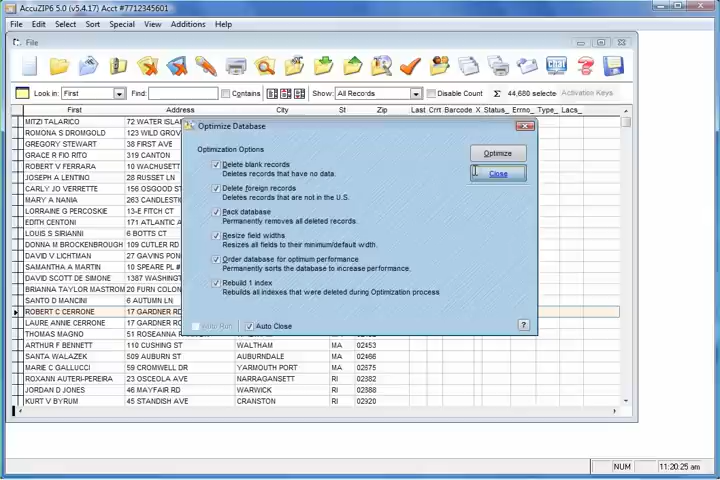 AccuZIP6 5.0 (v5.4.17) Acct #7712345601
File Edit Select Sort Special View Additions Help
File
Look in: First Find: Contains Show: All Records Disable Count Σ 44,680 selecte Activation Keys
First Address City St Zip Last_ Crrt_ Barcode_ X_ Status_ Errno_ Type_ Lacs_
MITZI TALARICO 72 WATER ISLA
ROMONA S DROMGOLD 123 WILD GROV
GREGORY STEWART 38 FIRST AVE
GRACE R FIO RITO 319 CANTON
ROBERT V FERRARA 10 WACHUSETT
JOSEPH A LENTINO 28 RUSSET LN
CARLY JO VERRETTE 156 OSGOOD ST
MARY A NANIA 263 CANDLESTIC
LORRAINE G PERCOSKIE 13-E FITCH CT
EDITH CENTONI 171 ATLANTIC
LOUIS S SIRIANNI 6 BOTTS CT
DONNA M BROCKENBROUGH 109 CUTLER RD
DAVID V LICHTMAN 27 GAVINS PON
SAMANTHA A MARTIN 10 SPEARE PL #
DAVID SCOTT DE SIMONE 1387 WASHINGT
BRIANNA TAYLOR MASTROM 20 FERN
SANTO D MANCINI 6 AUTUMN LN
ROBERT C CERRONE 17 GARDNER RD
LAURE ANNE CERRONE 17 GARDNER RD
THOMAS MAGNO 51 ROSEANNA
ARTHUR F BENNETT 110 CUSHING ST WALTHAM MA 02453
SANTA WALAZEK 509 AUBURN ST AUBURNDALE MA 02466
MARIE C GALLUCCI 59 CROMWELL DR YARMOUTH PORT MA 02675
ROXANN AUTERI-PEREIRA 23 OSCEOLA AVE NARRAGANSETT RI 02882
JORDAN D JONES 46 MAYFAIR RD WARWICK RI 02888
KURT V BYRUM 45 STANDISH AVE CRANSTON RI 02920
Optimize Database
Optimization Options
Delete blank records
Deletes records that have no data.
Delete foreign records
Deletes records that are not in the U.S.
Pack database
Permanently removes all deleted records.
Resize field widths
Resizes all fields to their minimum/default width.
Order database for optimum performance
Permanently sorts the database to increase performance.
Rebuild 1 index
Rebuilds all indexes that were deleted during Optimization process
Auto Run Auto Close ?
Optimize
Close
NUM 11:20:25 am